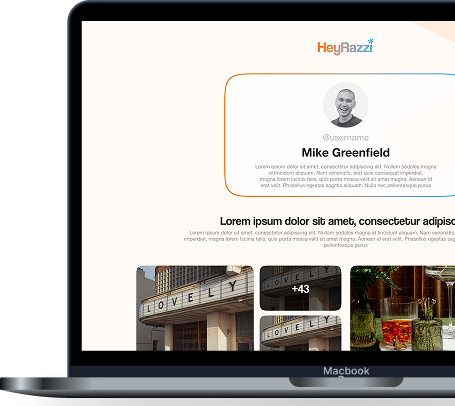 HeyRazzi
@username
Mike Greenfield
Lorem ipsum dolor sit amet, consectetur adipiscing elit. Nullam sodales magna
id tincidunt aliquam. Nam venenatis, erat quis consequat imperdiet,
magna lorem lacinia felis, quis porta massa velit sit amet magna. Aenean id
erat velit. Phasellus egestas sagittis aliquam. Nulla nec pellentesque purus
Lorem ipsum dolor sit amet, consectetur adipisc
Lorem ipsum dolor sit amet, consectetur adipiscing elit. Nullam sodales magna id tincidunt aliquam. Nam venenatis,
imperdiet, magna lorem lacinia felis, quis porta massa velit sit amet magna. Aenean id erat velit. Phasellus egestas sag
pellentesque purus
LOVELY
+43
LOVELY
LOVELY
Macbook